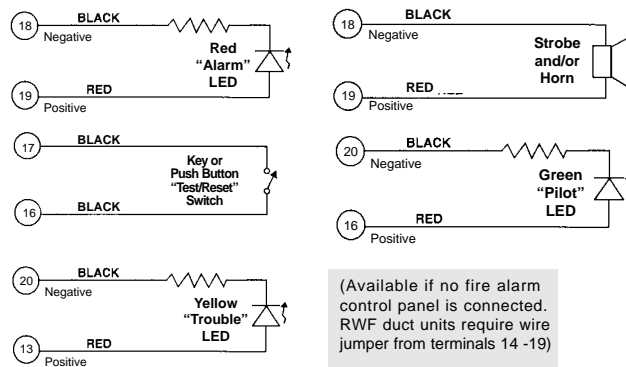 18 BLACK
Negative
Red
“Alarm”
LED
RED
19 Positive
18 BLACK
Negative
Strobe
and/or
Horn
RED
19 Positive
17 BLACK
Key or
Push Button
“Test/Reset”
Switch
BLACK
16
20 BLACK
Negative
Green
“Pilot”
LED
RED
16 Positive
20 BLACK
Negative
Yellow
“Trouble”
LED
RED
13 Positive
(Available if no fire alarm
control panel is connected.
RWF duct units require wire
jumper from terminals 14 -19)